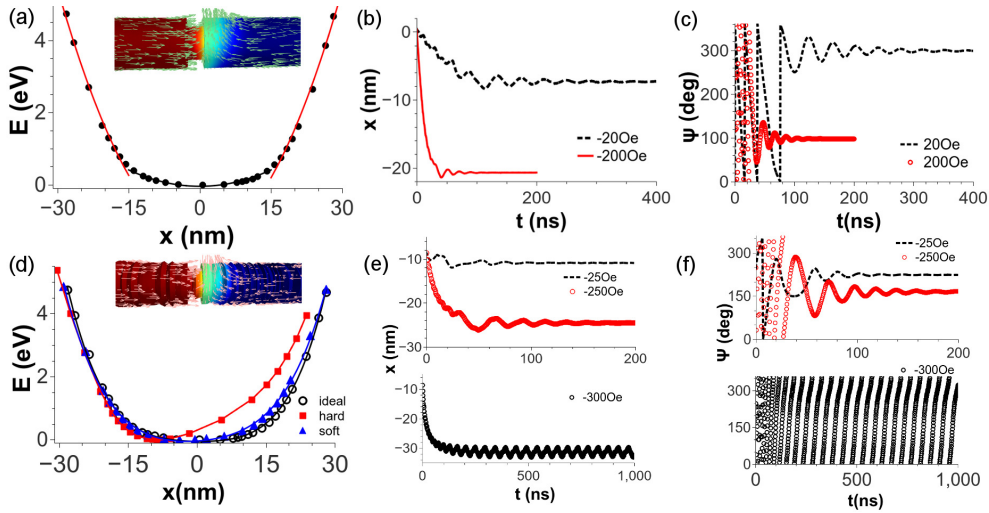 (a)
E (eV)
4
2
0
−30
−15
0
15
30
x (nm)
(b)
x (nm)
0
−10
−20
-20Oe
-200Oe
0
100
200
300
400
t (ns)
(c)
Ψ (deg)
300
200
100
0
20Oe
200Oe
0
100
200
300
400
t(ns)
(d)
E (eV)
4
2
0
ideal
hard
soft
−30
−15
0
15
30
x(nm)
(e)
x (nm)
−10
−20
−30
-25Oe
-250Oe
0
100
200
−10
−20
−30
-300Oe
0
500
1,000
t (ns)
(f)
Ψ (deg)
300
150
0
-25Oe
-250Oe
0
100
200
300
150
0
-300Oe
0
500
1,000
t(ns)